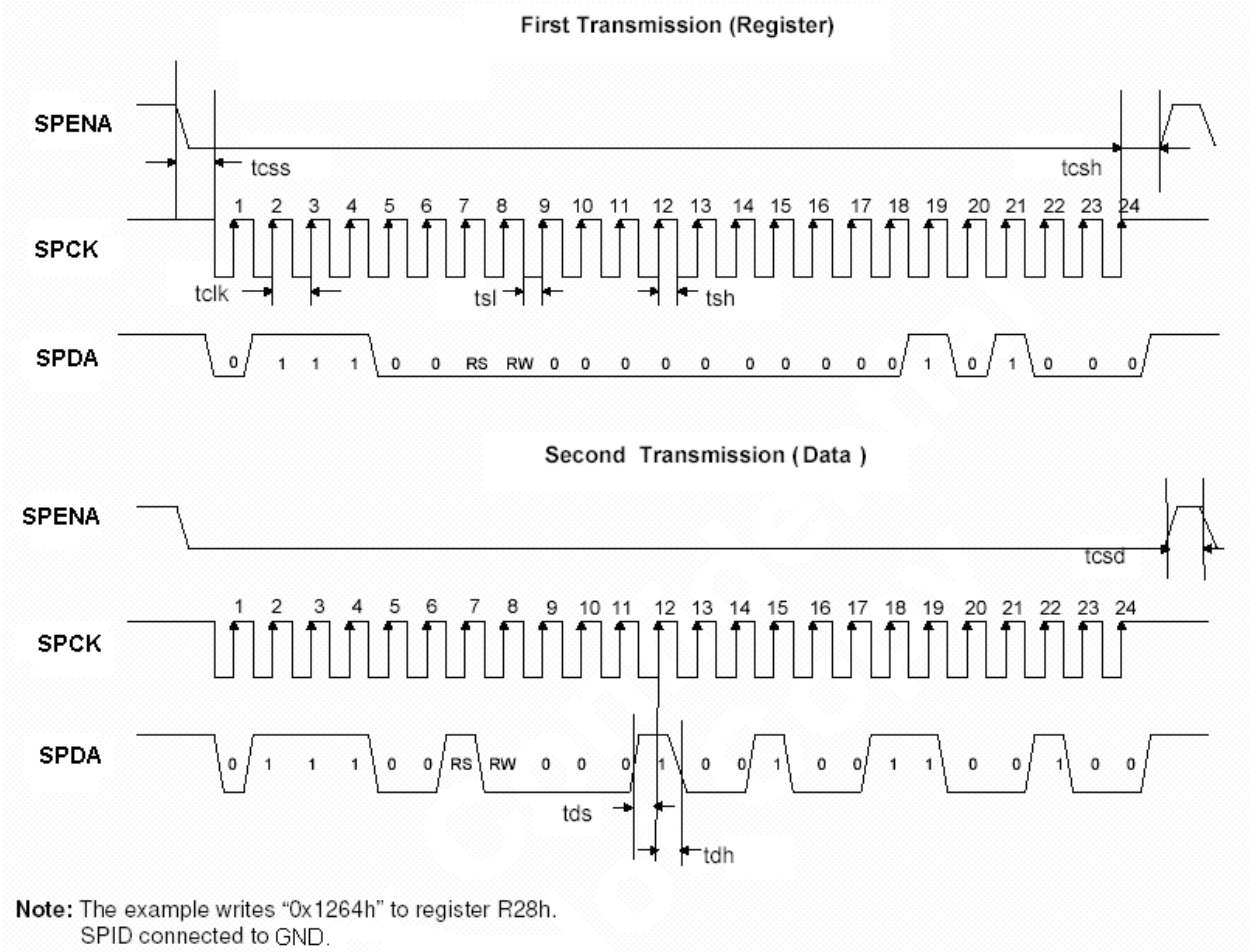 First Transmission (Register)
SPENA
tcss
tcsh
1 2 3 4 5 6 7 8 9 10 11 12 13 14 15 16 17 18 19 20 21 22 23 24
SPCK
tclk
tsl
tsh
SPDA
0 1 1 1 0 0 RS RW 0 0 0 0 0 0 0 0 0 0 1 0 1 0 0 0
Second Transmission ( Data )
SPENA
tcsd
1 2 3 4 5 6 7 8 9 10 11 12 13 14 15 16 17 18 19 20 21 22 23 24
SPCK
SPDA
0 1 1 1 0 0 RS RW 0 0 0 1 0 0 1 0 0 1 1 0 0 1 0 0
tds
tdh
Note: The example writes “0x1264h” to register R28h.
SPID connected to GND.